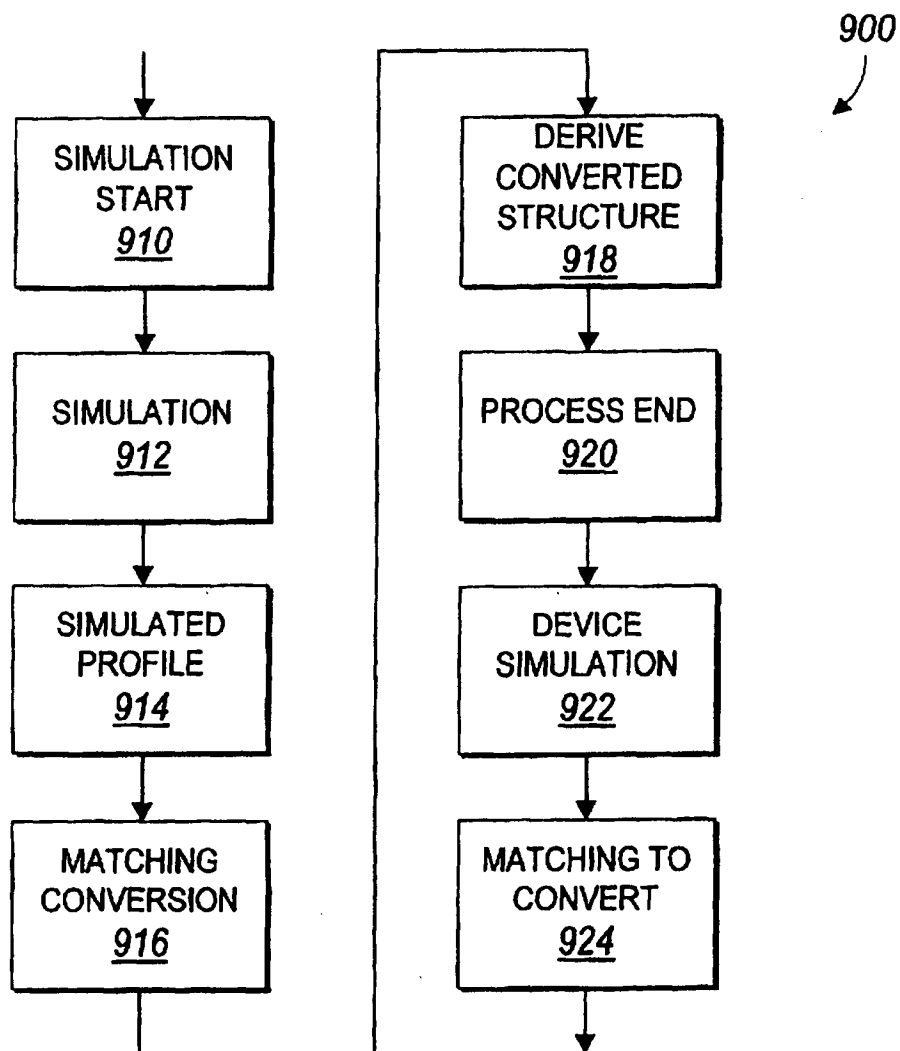 900
SIMULATION
START
910
SIMULATION
912
SIMULATED
PROFILE
914
MATCHING
CONVERSION
916
DERIVE
CONVERTED
STRUCTURE
918
PROCESS END
920
DEVICE
SIMULATION
922
MATCHING TO
CONVERT
924